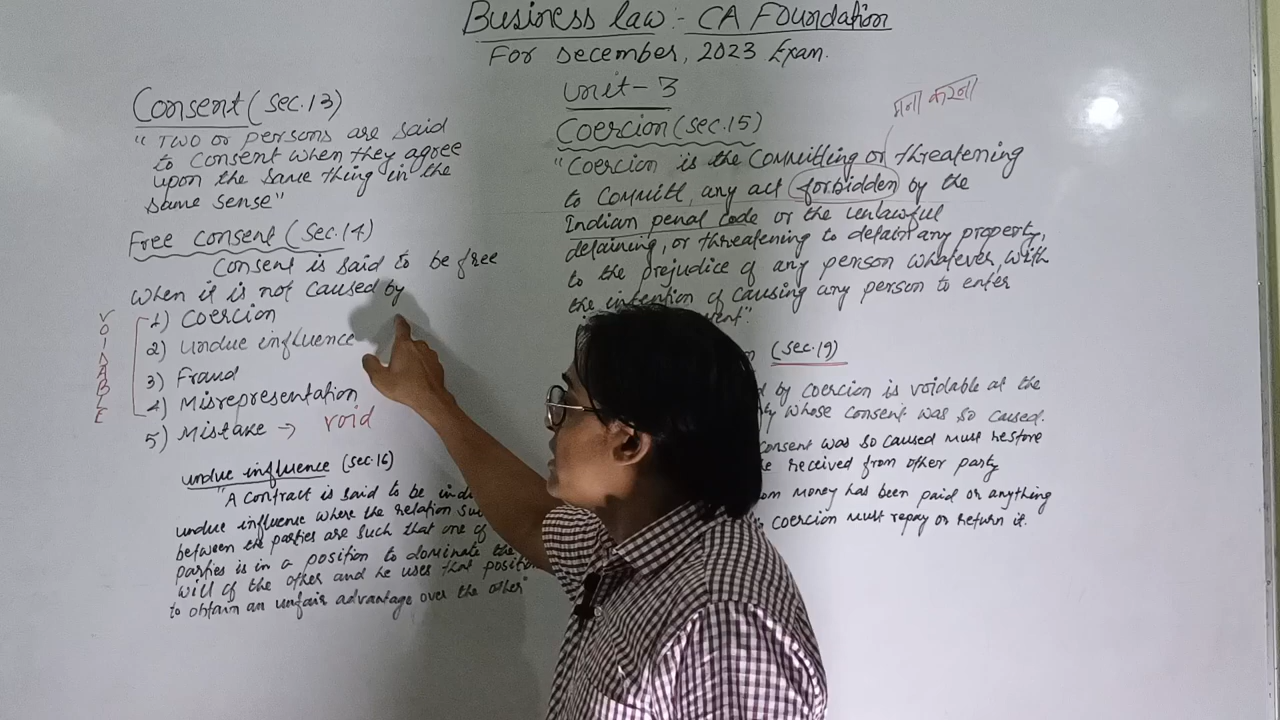 Business law:- CA Foundation
For December, 2023 Exam.
Unit-3
Consent (Sec.13)
"Two or persons are said
to consent when they agree
upon the same thing in the
same sense"
Free consent (Sec.14)
Consent is said to be free
when it is not caused by
VOIDABLE
1) Coercion
2) Undue influence
3) Fraud
4) Misrepresentation
5) Mistake → void
Undue influence (Sec.16)
"A contract is said to be
undue influence where the relation
between the parties are such that one of
parties is in a position to dominate the
will of the other and he uses that position
to obtain an unfair advantage over the other"
मना करना
Coercion (Sec.15)
"Coercion is the committing or threatening
to committ, any act forbidden by the
Indian penal code or the unlawful
detaining, or threatening to detain any property,
to the prejudice of any person whatever, with
the intention of causing any person to enter
(Sec.19)
by coercion is voidable at the
whose consent was so caused.
consent was so caused must restore
received from other party
money has been paid or anything
coercion must repay or return it.